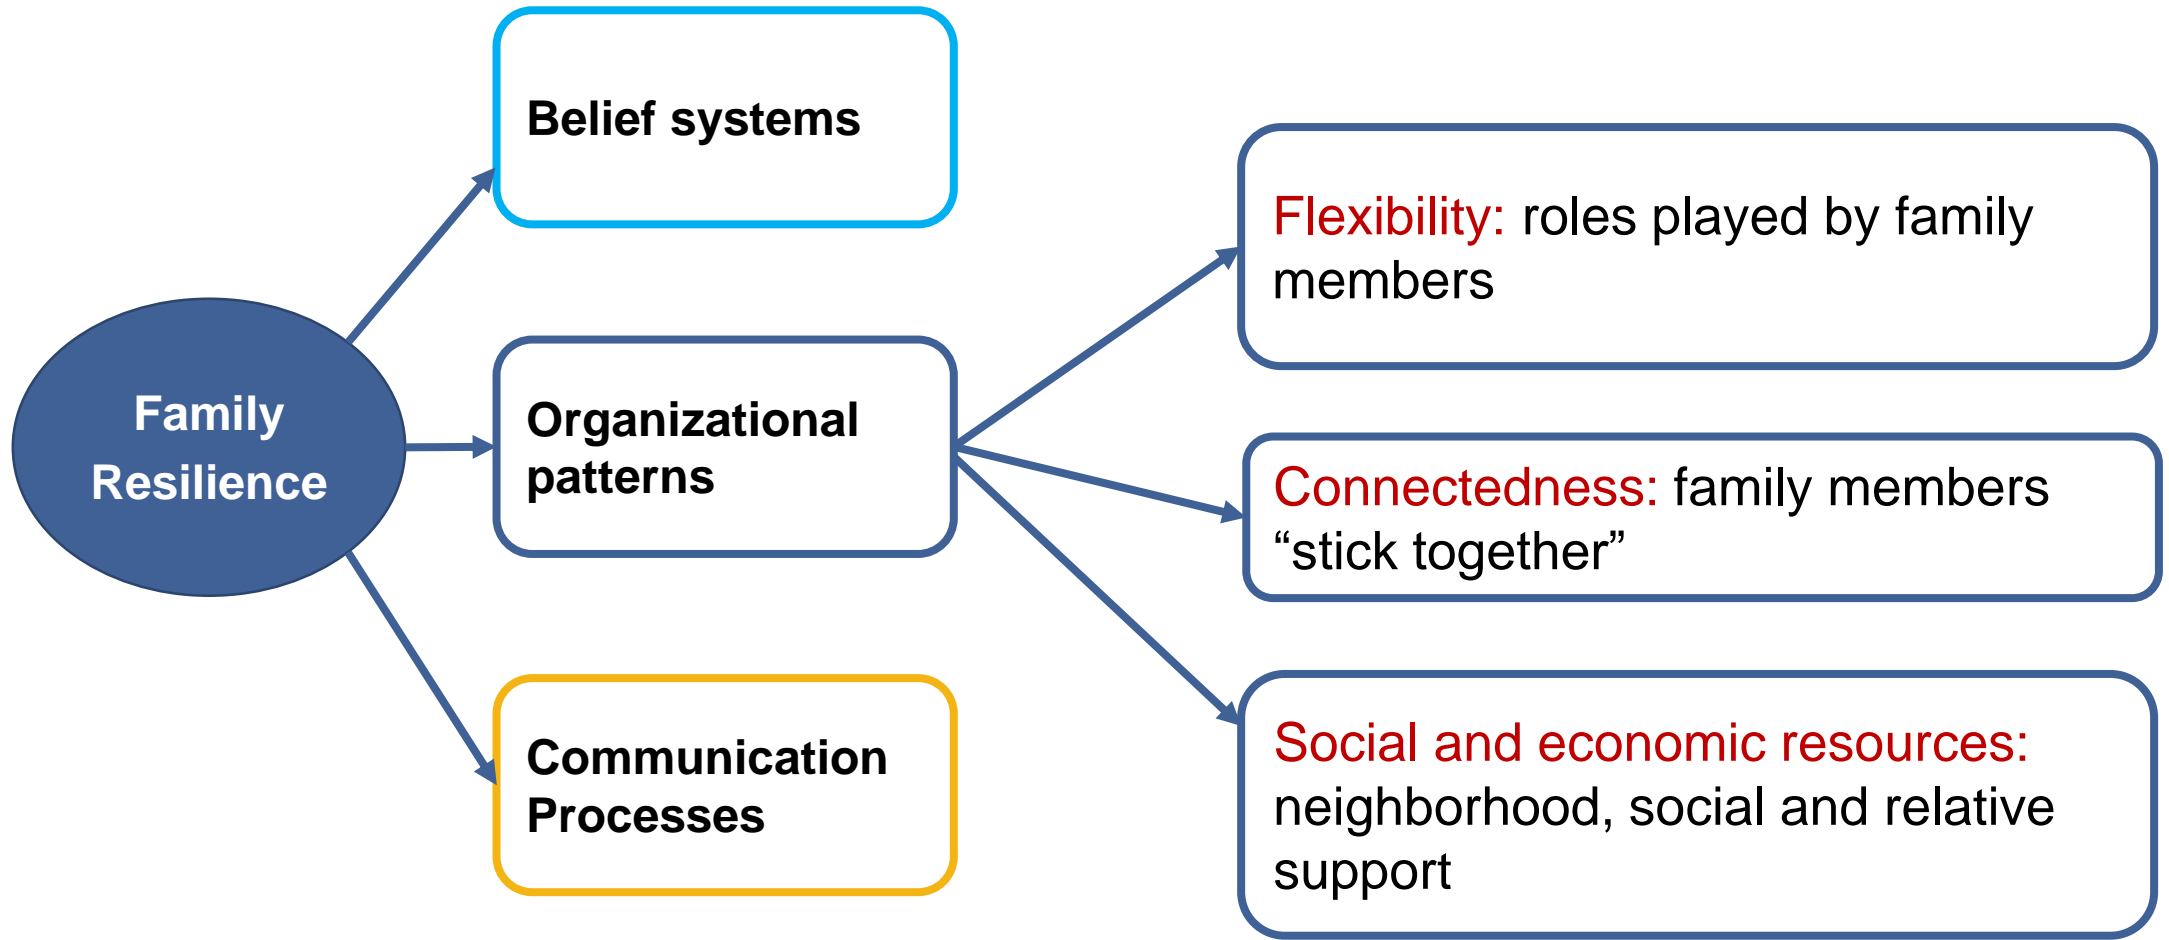 Family
Resilience
Belief systems
Organizational
patterns
Communication
Processes
Flexibility: roles played by family
members
Connectedness: family members
“stick together”
Social and economic resources:
neighborhood, social and relative
support